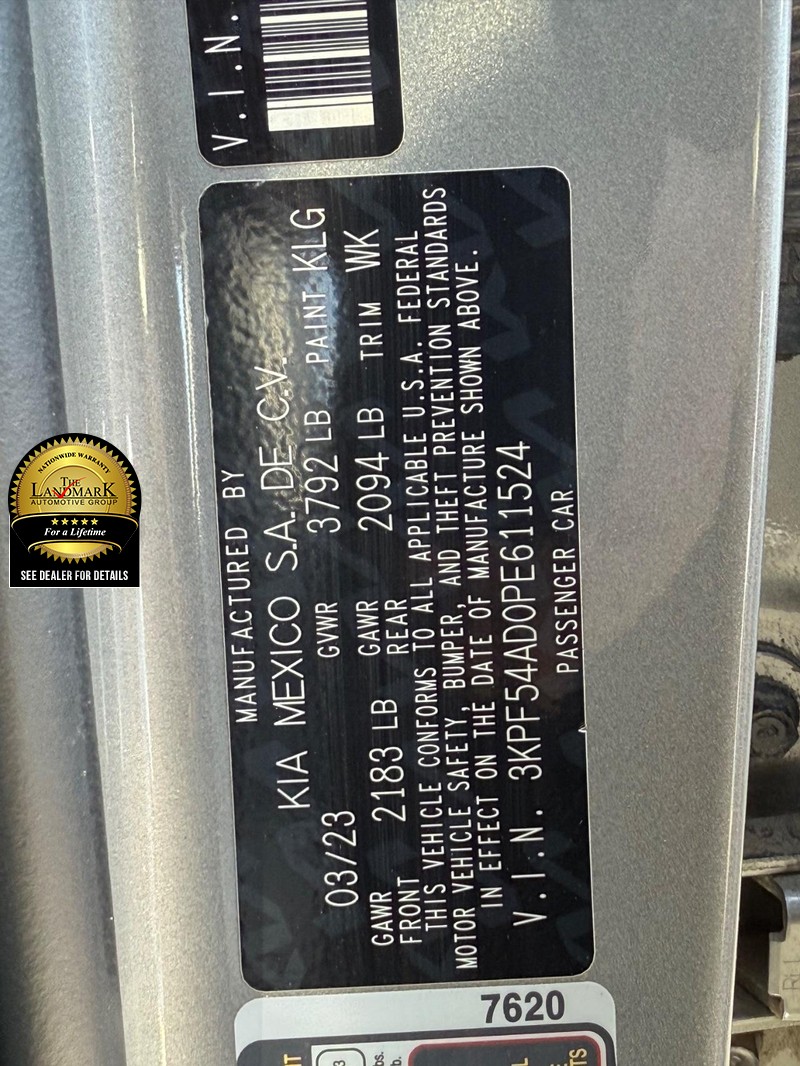 V.I.N.
MANUFACTURED BY
KIA MEXICO S.A. DE C.V.
03/23 GVWR 3792 LB PAINT KLG
GAWR FRONT 2183 LB GAWR REAR 2094 LB TRIM WK
THIS VEHICLE CONFORMS TO ALL APPLICABLE U.S.A. FEDERAL
MOTOR VEHICLE SAFETY, BUMPER, AND THEFT PREVENTION STANDARDS
IN EFFECT ON THE DATE OF MANUFACTURE SHOWN ABOVE.
V.I.N. 3KPF54AD0PE611524
PASSENGER CAR
7620
NATIONWIDE WARRANTY
THE
LANDMARK
AUTOMOTIVE GROUP
For a Lifetime
SEE DEALER FOR DETAILS